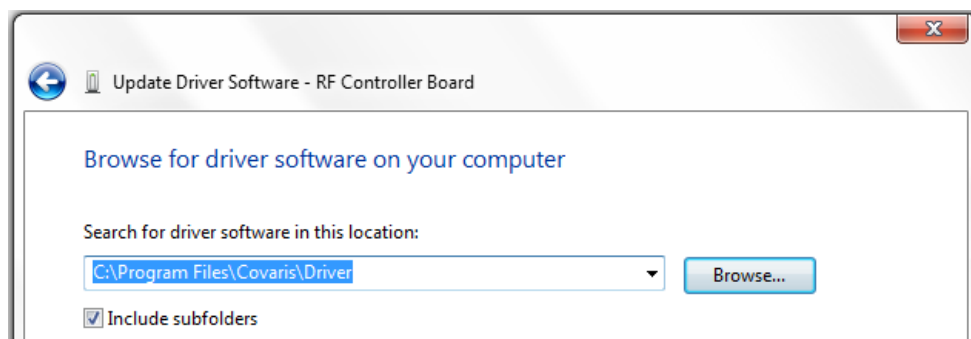 Update Driver Software - RF Controller Board
Browse for driver software on your computer
Search for driver software in this location:
C:\Program Files\Covaris\Driver
Browse...
Include subfolders